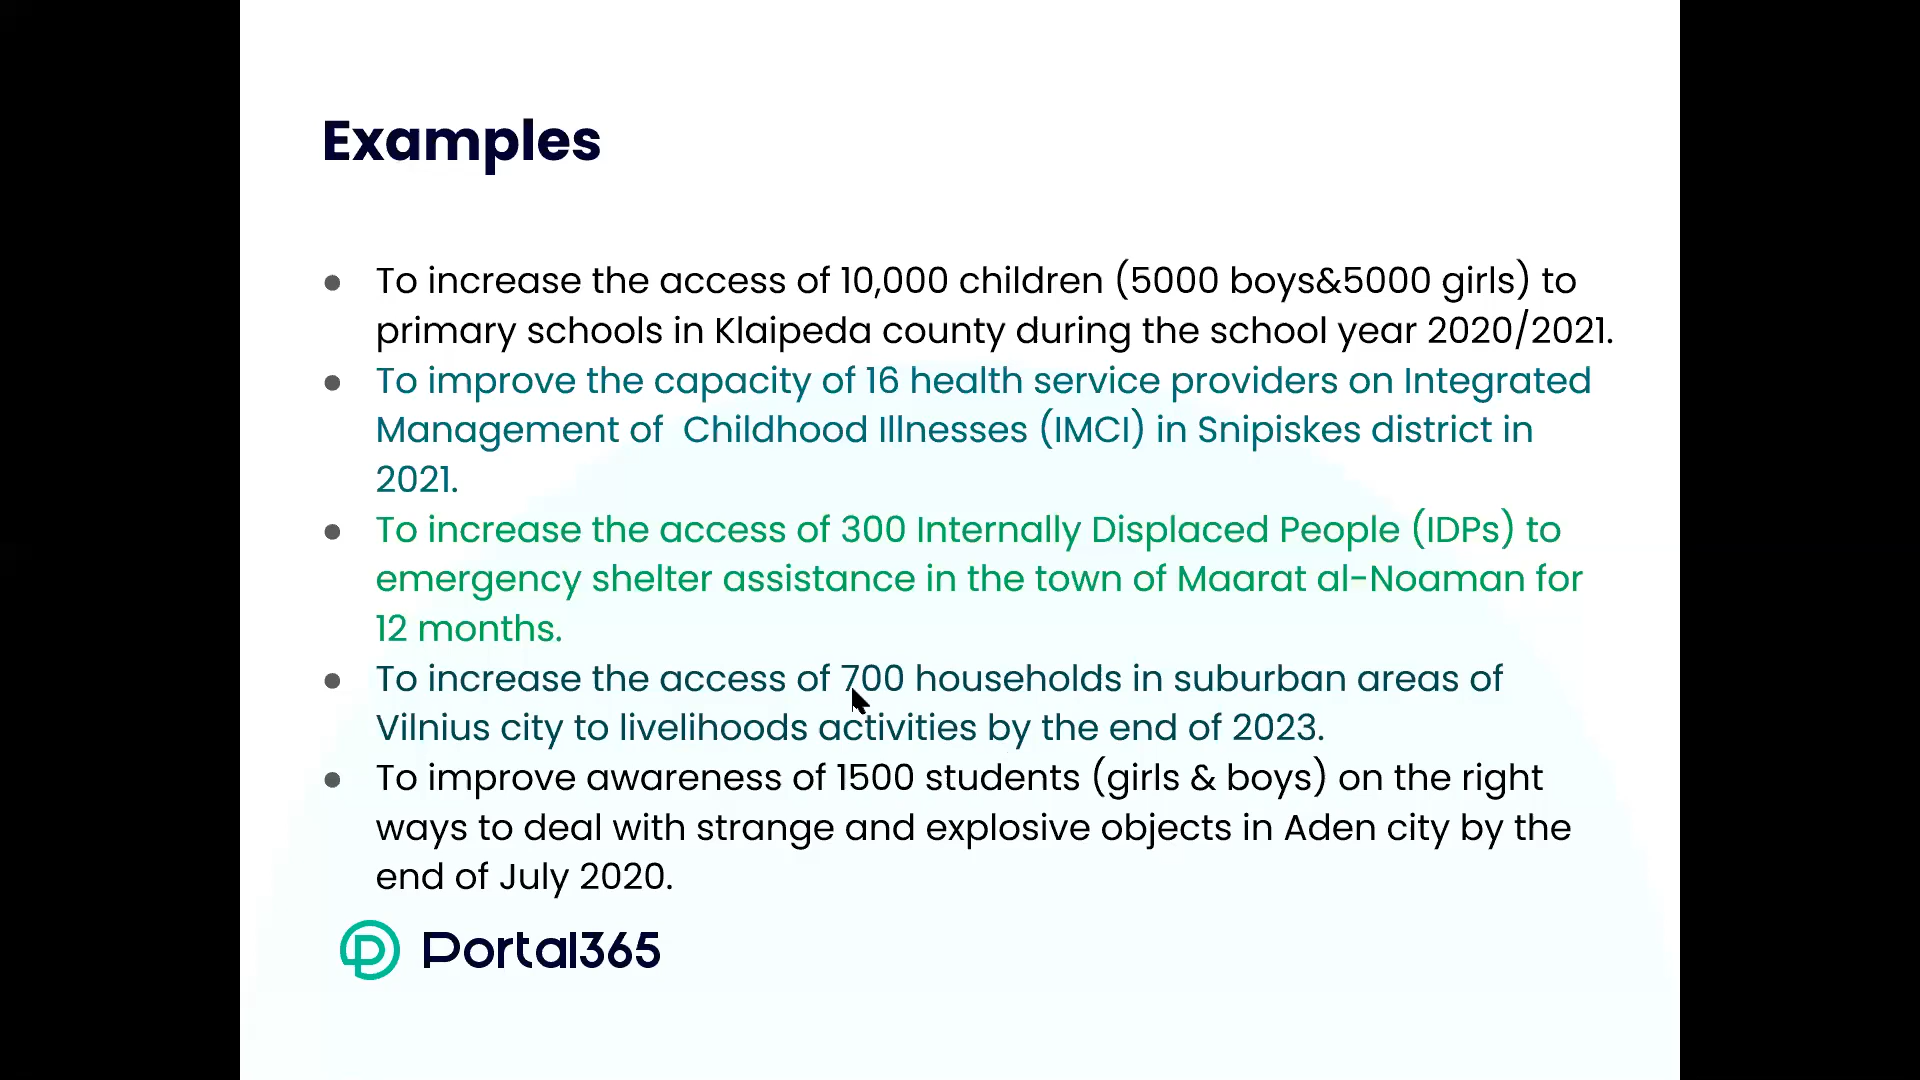 Examples
● To increase the access of 10,000 children (5000 boys&5000 girls) to
primary schools in Klaipeda county during the school year 2020/2021.
● To improve the capacity of 16 health service providers on Integrated
Management of  Childhood Illnesses (IMCI) in Snipiskes district in
2021.
● To increase the access of 300 Internally Displaced People (IDPs) to
emergency shelter assistance in the town of Maarat al-Noaman for
12 months.
● To increase the access of 700 households in suburban areas of
Vilnius city to livelihoods activities by the end of 2023.
● To improve awareness of 1500 students (girls & boys) on the right
ways to deal with strange and explosive objects in Aden city by the
end of July 2020.
Portal365